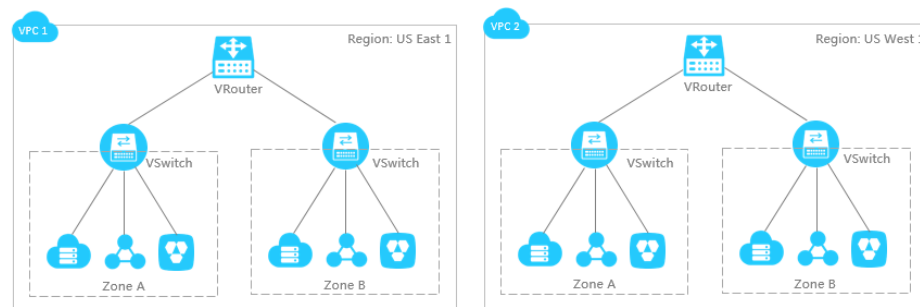 VPC 1
Region: US East 1
VRouter
VSwitch
VSwitch
Zone A
Zone B
VPC 2
Region: US West 1
VRouter
VSwitch
VSwitch
Zone A
Zone B